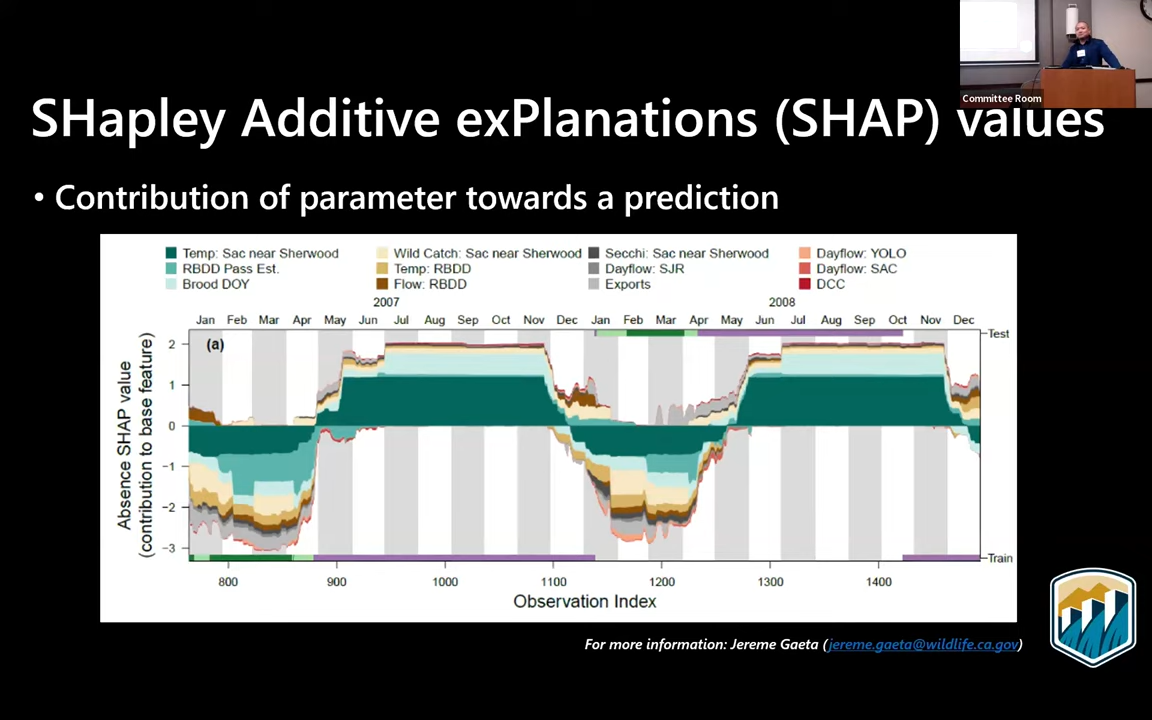 Committee Room
SHapley Additive exPlanations (SHAP) values
• Contribution of parameter towards a prediction
Temp: Sac near Sherwood
RBDD Pass Est.
Brood DOY
Wild Catch: Sac near Sherwood
Temp: RBDD
Flow: RBDD
Secchi: Sac near Sherwood
Dayflow: SJR
Exports
Dayflow: YOLO
Dayflow: SAC
DCC
2007 2008
Jan Feb Mar Apr May Jun Jul Aug Sep Oct Nov Dec Jan Feb Mar Apr May Jun Jul Aug Sep Oct Nov Dec
(a)
Test
Absence SHAP value
(contribution to base feature)
2
1
0
−1
−2
−3
Train
800 900 1000 1100 1200 1300 1400
Observation Index
For more information: Jereme Gaeta (jereme.gaeta@wildlife.ca.gov)